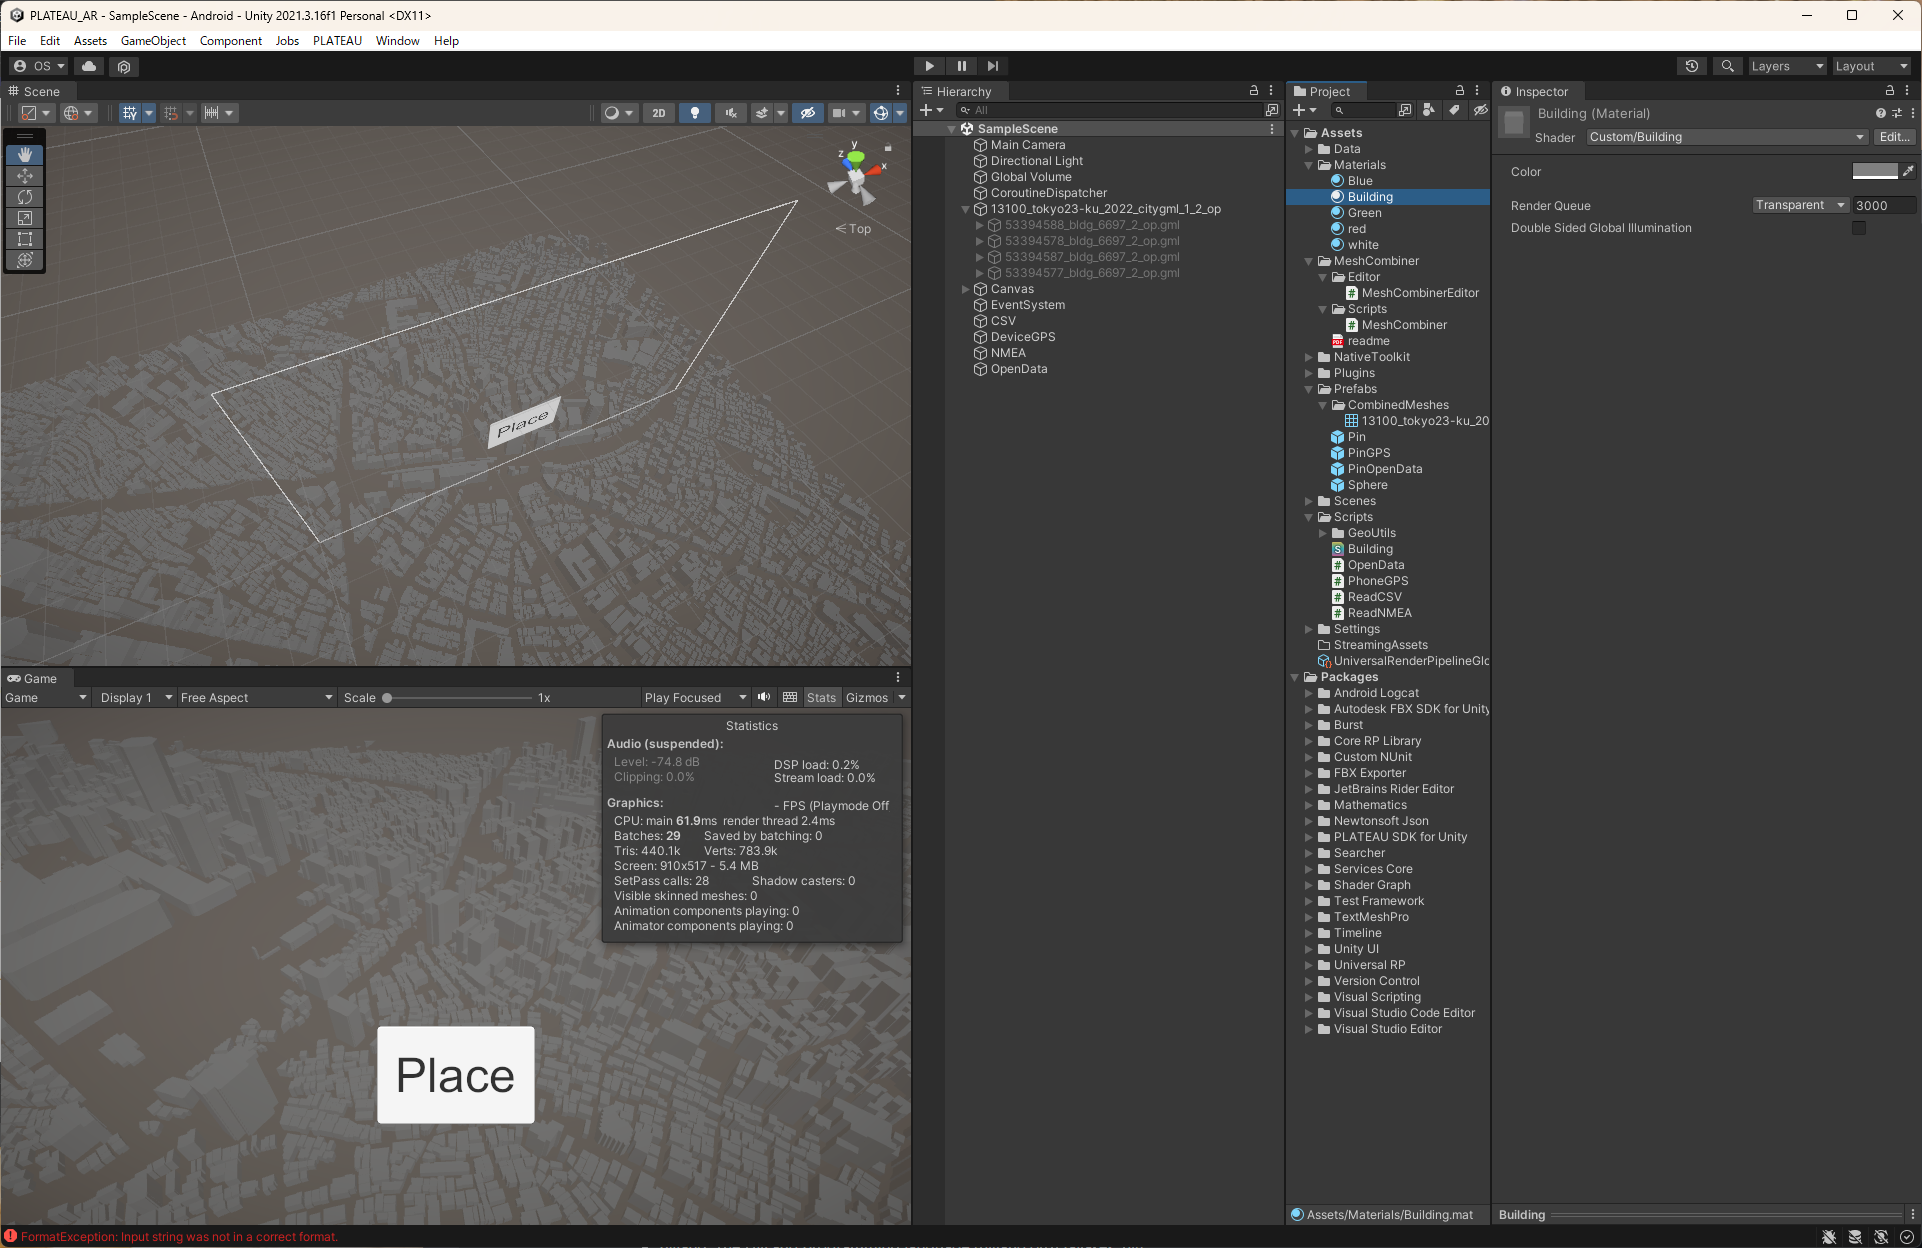 PLATEAU_AR - SampleScene - Android - Unity 2021.3.16f1 Personal <DX11>
File Edit Assets GameObject Component Jobs PLATEAU Window Help
OS
Layers
Layout
Scene
2D
y
z
x
Top
Place
Game
Game
Display 1
Free Aspect
Scale
1x
Play Focused
Stats
Gizmos
Statistics
Audio (suspended):
Level: -74.8 dB
DSP load: 0.2%
Clipping: 0.0%
Stream load: 0.0%
Graphics:
- FPS (Playmode Off
CPU: main 61.9ms render thread 2.4ms
Batches: 29 Saved by batching: 0
Tris: 440.1k Verts: 783.9k
Screen: 910x517 - 5.4 MB
SetPass calls: 28 Shadow casters: 0
Visible skinned meshes: 0
Animation components playing: 0
Animator components playing: 0
Place
Hierarchy
All
SampleScene
Main Camera
Directional Light
Global Volume
CoroutineDispatcher
13100_tokyo23-ku_2022_citygml_1_2_op
53394588_bldg_6697_2_op.gml
53394578_bldg_6697_2_op.gml
53394587_bldg_6697_2_op.gml
53394577_bldg_6697_2_op.gml
Canvas
EventSystem
CSV
DeviceGPS
NMEA
OpenData
Project
Assets
Data
Materials
Blue
Building
Green
red
white
MeshCombiner
Editor
MeshCombinerEditor
Scripts
MeshCombiner
readme
NativeToolkit
Plugins
Prefabs
CombinedMeshes
13100_tokyo23-ku_20
Pin
PinGPS
PinOpenData
Sphere
Scenes
Scripts
GeoUtils
Building
OpenData
PhoneGPS
ReadCSV
ReadNMEA
Settings
StreamingAssets
UniversalRenderPipelineGlo
Packages
Android Logcat
Autodesk FBX SDK for Unity
Burst
Core RP Library
Custom NUnit
FBX Exporter
JetBrains Rider Editor
Mathematics
Newtonsoft Json
PLATEAU SDK for Unity
Searcher
Services Core
Shader Graph
Test Framework
TextMeshPro
Timeline
Unity UI
Universal RP
Version Control
Visual Scripting
Visual Studio Code Editor
Visual Studio Editor
Assets/Materials/Building.mat
Inspector
Building (Material)
Shader Custom/Building Edit...
Color
Render Queue Transparent 3000
Double Sided Global Illumination
Building
FormatException: Input string was not in a correct format.